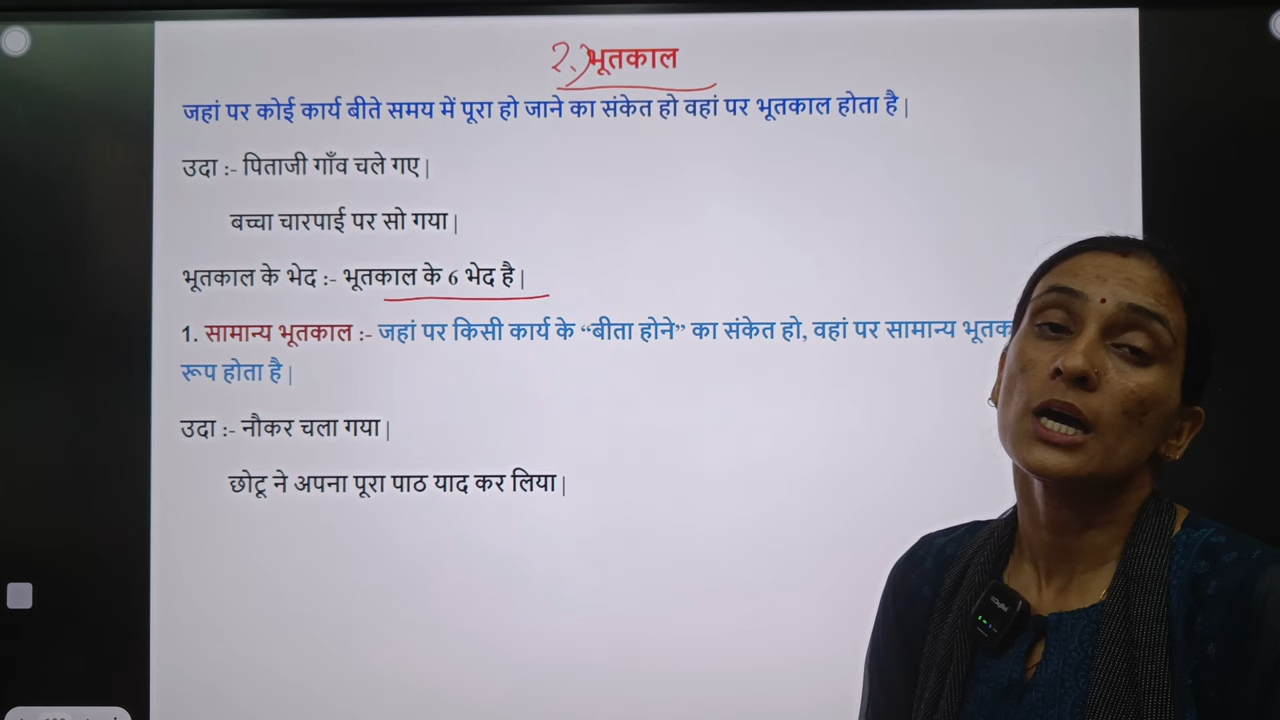 2.) भूतकाल
जहां पर कोई कार्य बीते समय में पूरा हो जाने का संकेत हो वहां पर भूतकाल होता है |
उदा :- पिताजी गाँव चले गए |
बच्चा चारपाई पर सो गया |
भूतकाल के भेद :- भूतकाल के 6 भेद है |
1. सामान्य भूतकाल :- जहां पर किसी कार्य के “बीता होने” का संकेत हो, वहां पर सामान्य
रूप होता है |
उदा :- नौकर चला गया |
छोटू ने अपना पूरा पाठ याद कर लिया |